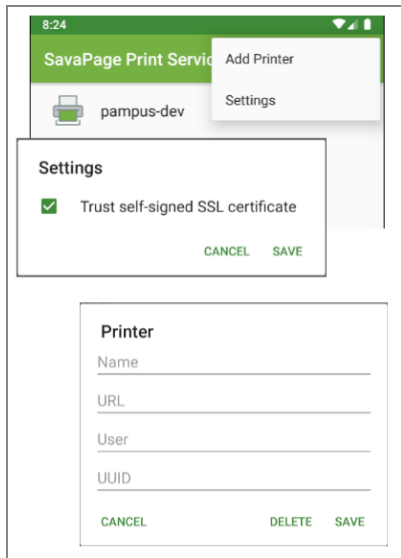 8:24
SavaPage Print Servic
Add Printer
Settings
pampus-dev
Settings
Trust self-signed SSL certificate
CANCEL SAVE
Printer
Name
URL
User
UUID
CANCEL DELETE SAVE